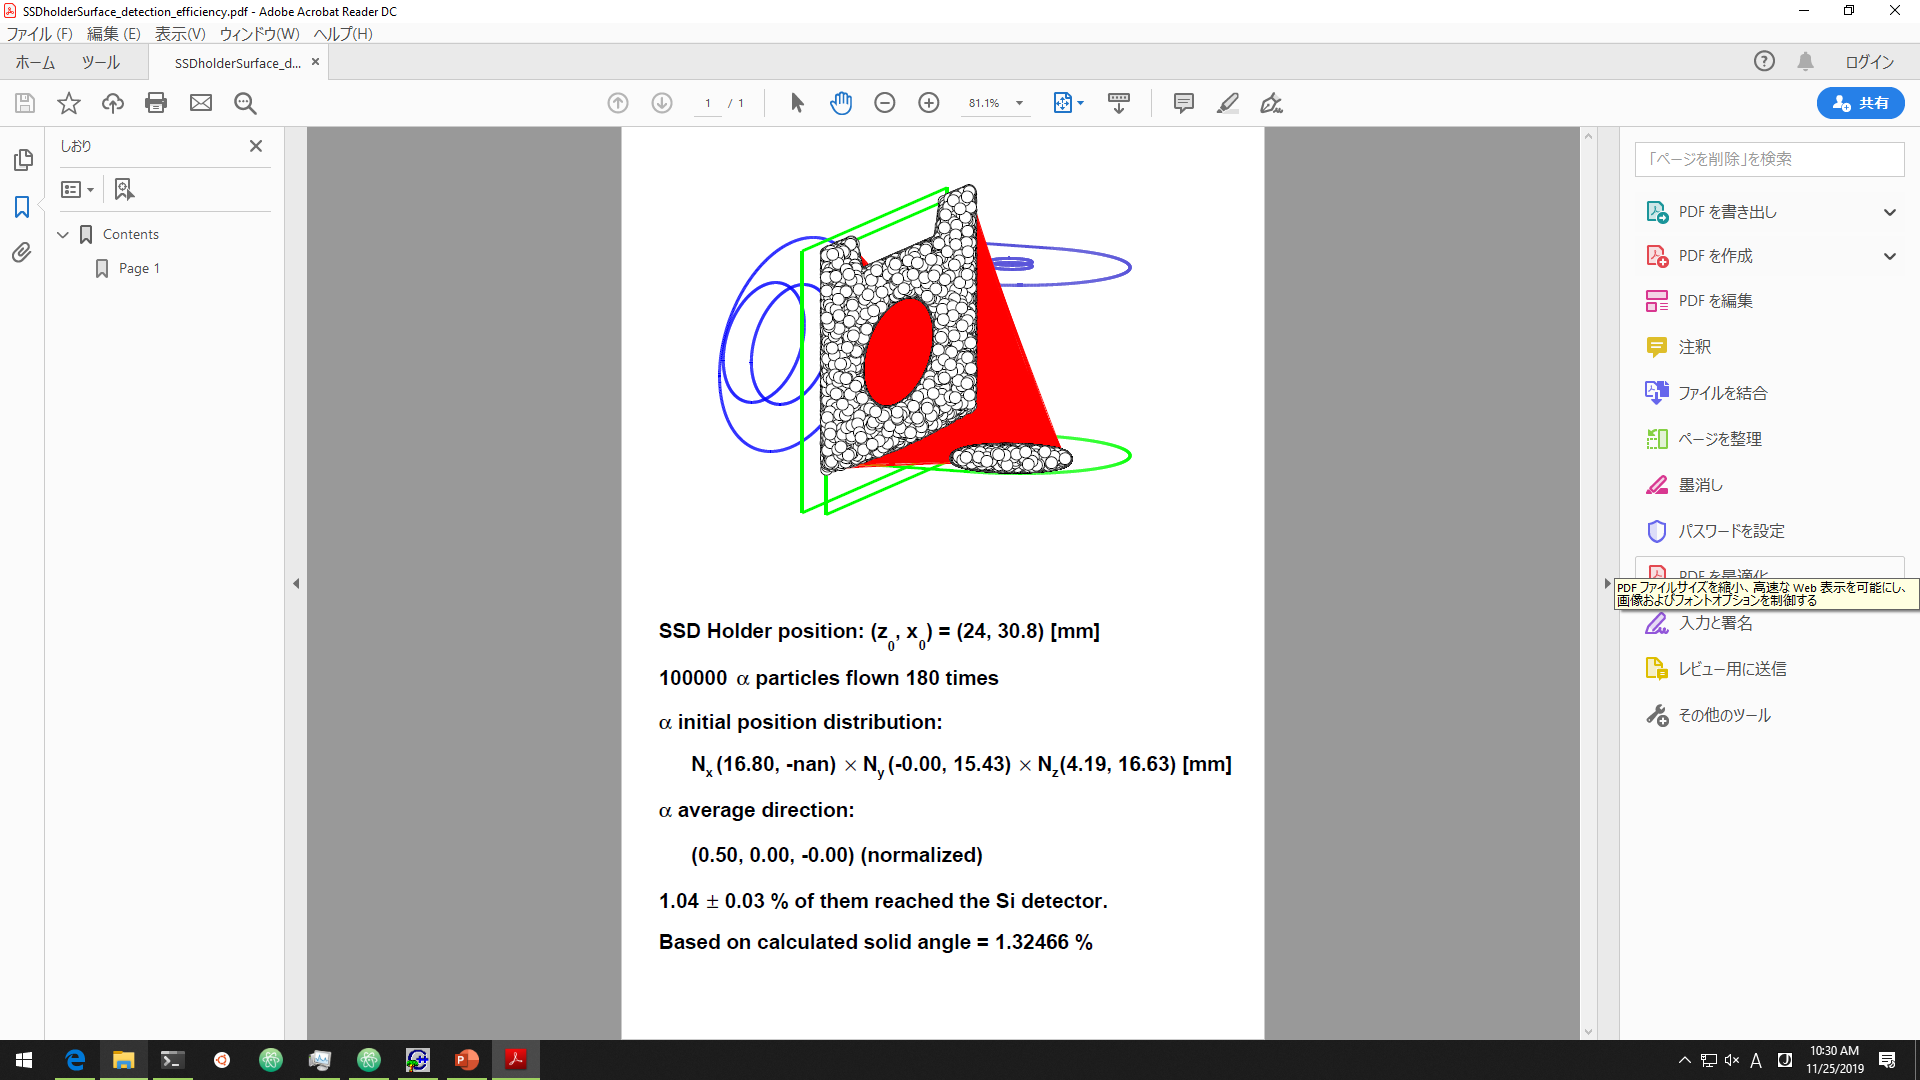 SSDholderSurface_detection_efficiency.pdf - Adobe Acrobat Reader DC
ファイル (F) 編集 (E) 表示(V) ウィンドウ(W) ヘルプ(H)
ホーム ツール SSDholderSurface_d... ログイン
1 / 1 81.1% 共有
しおり
Contents
Page 1
SSD Holder position: (z0, x0) = (24, 30.8) [mm]
100000 α particles flown 180 times
α initial position distribution:
Nx (16.80, -nan) × Ny (-0.00, 15.43) × Nz(4.19, 16.63) [mm]
α average direction:
(0.50, 0.00, -0.00) (normalized)
1.04 ± 0.03 % of them reached the Si detector.
Based on calculated solid angle = 1.32466 %
「ページを削除」を検索
PDF を書き出し
PDF を作成
PDF を編集
注釈
ファイルを結合
ページを整理
墨消し
パスワードを設定
PDF を最適化
PDF ファイルサイズを縮小、高速な Web 表示を可能にし、
画像およびフォントオプションを制御する
入力と署名
レビュー用に送信
その他のツール
A
10:30 AM
11/25/2019